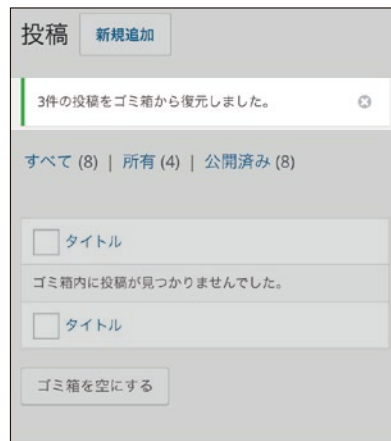 投稿 新規追加
3件の投稿をゴミ箱から復元しました。
すべて (8) | 所有 (4) | 公開済み (8)
タイトル
ゴミ箱内に投稿が見つかりませんでした。
タイトル
ゴミ箱を空にする